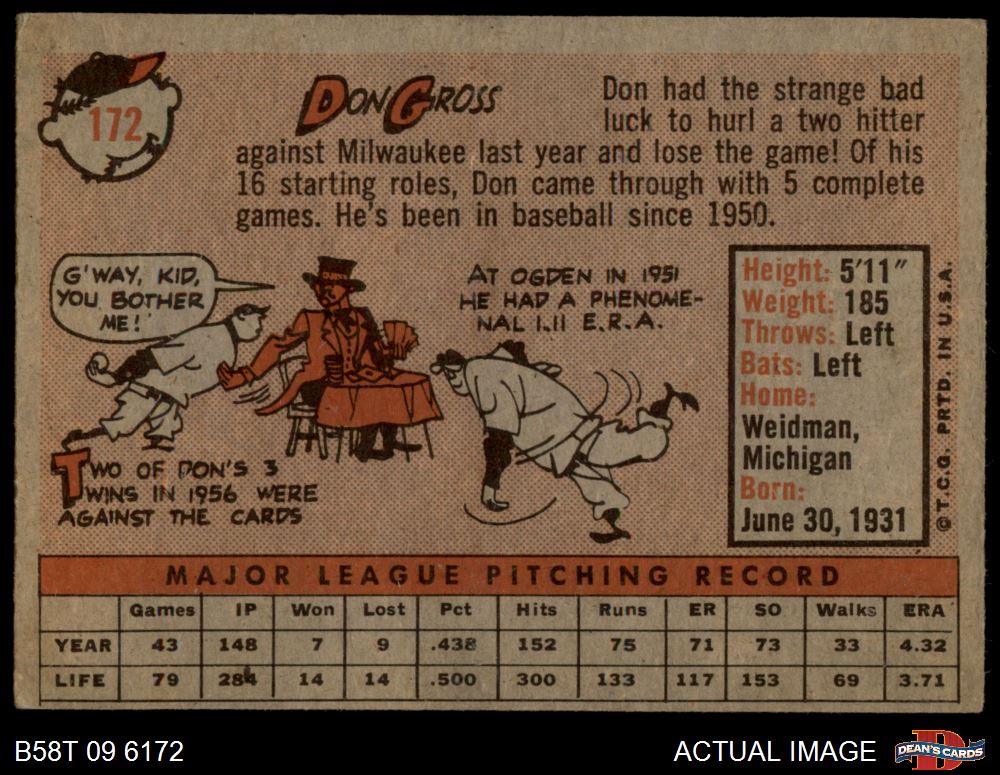 172
DON GROSS
Don had the strange bad
luck to hurl a two hitter
against Milwaukee last year and lose the game! Of his
16 starting roles, Don came through with 5 complete
games. He's been in baseball since 1950.
G'WAY, KID,
YOU BOTHER
ME!
AT OGDEN IN 1951
HE HAD A PHENOME-
NAL 1.11 E.R.A.
TWO OF DON'S 3
WINS IN 1956 WERE
AGAINST THE CARDS
Height: 5'11"
Weight: 185
Throws: Left
Bats: Left
Home:
Weidman,
Michigan
Born:
June 30, 1931
© T.C.G. PRTD. IN U.S.A.
MAJOR LEAGUE PITCHING RECORD
Games IP Won Lost Pct Hits Runs ER SO Walks ERA
YEAR 43 148 7 9 .438 152 75 71 73 33 4.32
LIFE 79 284 14 14 .500 300 133 117 153 69 3.71
B58T 09 6172
ACTUAL IMAGE
D
DEAN'S CARDS